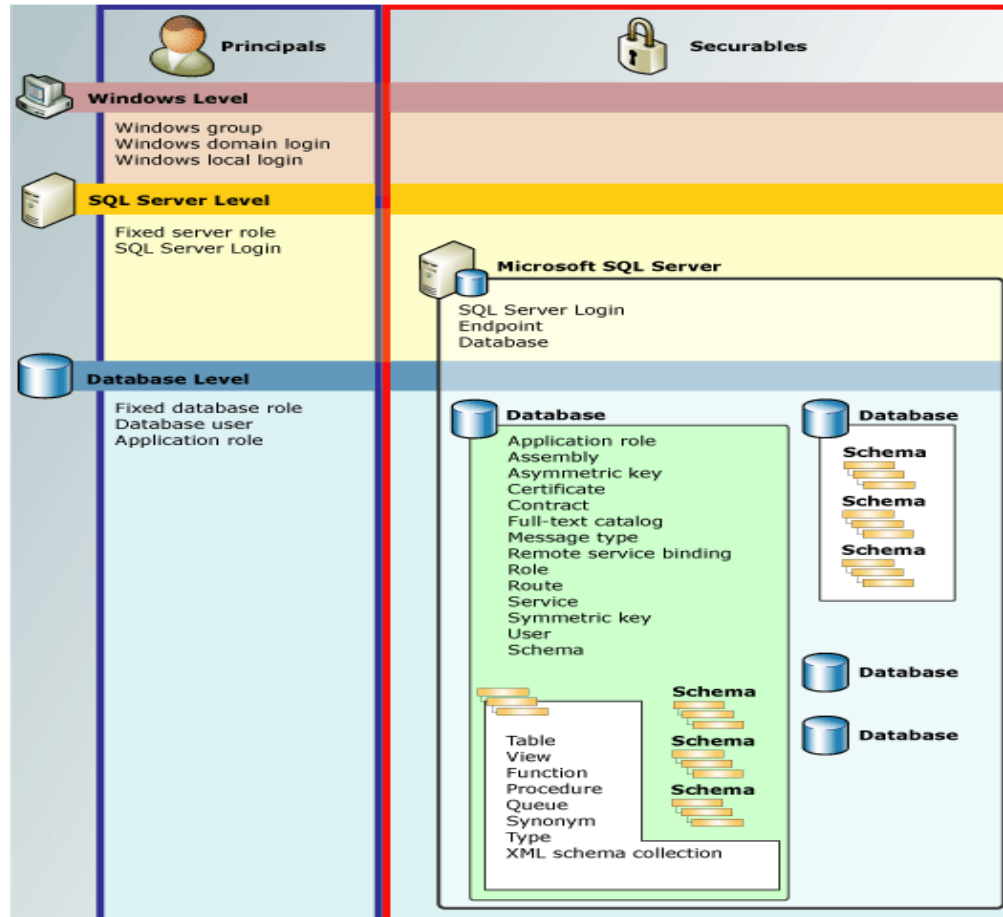 Principals
Securables
Windows Level
Windows group
Windows domain login
Windows local login
SQL Server Level
Fixed server role
SQL Server Login
Microsoft SQL Server
SQL Server Login
Endpoint
Database
Database Level
Fixed database role
Database user
Application role
Database
Application role
Assembly
Asymmetric key
Certificate
Contract
Full-text catalog
Message type
Remote service binding
Role
Route
Service
Symmetric key
User
Schema
Table
View
Function
Procedure
Queue
Synonym
Type
XML schema collection
Schema
Schema
Schema
Database
Schema
Schema
Schema
Database
Database